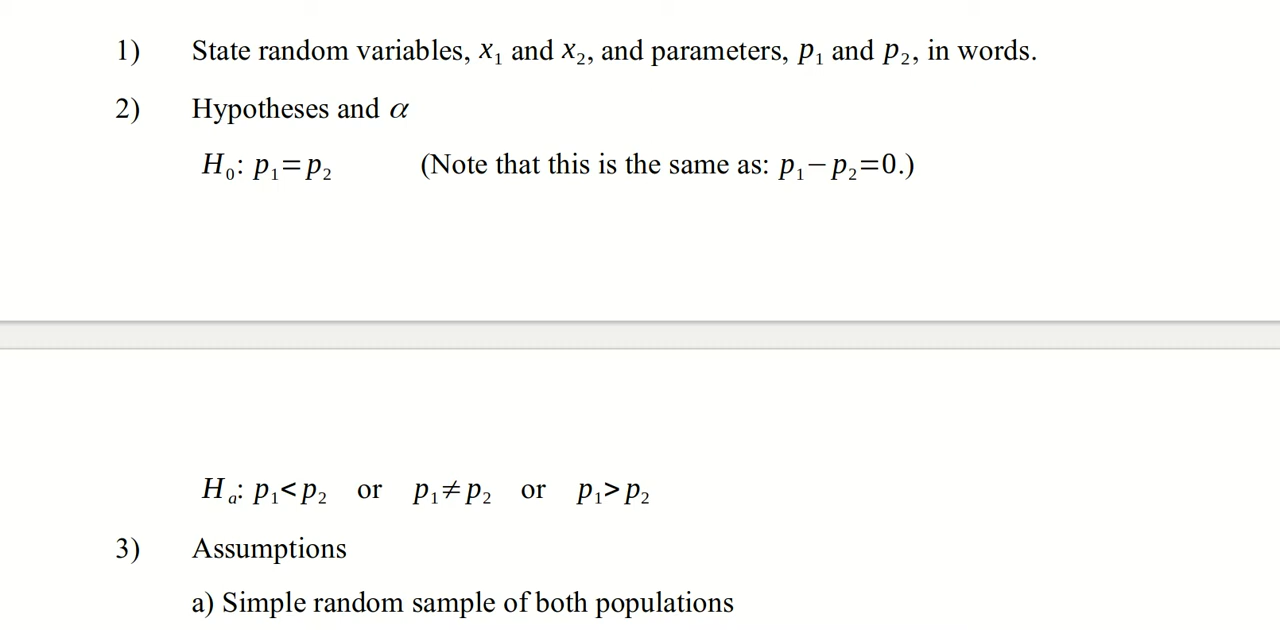 1) State random variables, x₁ and x₂, and parameters, p₁ and p₂, in words.
2) Hypotheses and α
H₀: p₁=p₂ (Note that this is the same as: p₁−p₂=0.)
Hₐ: p₁<p₂ or p₁≠p₂ or p₁>p₂
3) Assumptions
a) Simple random sample of both populations